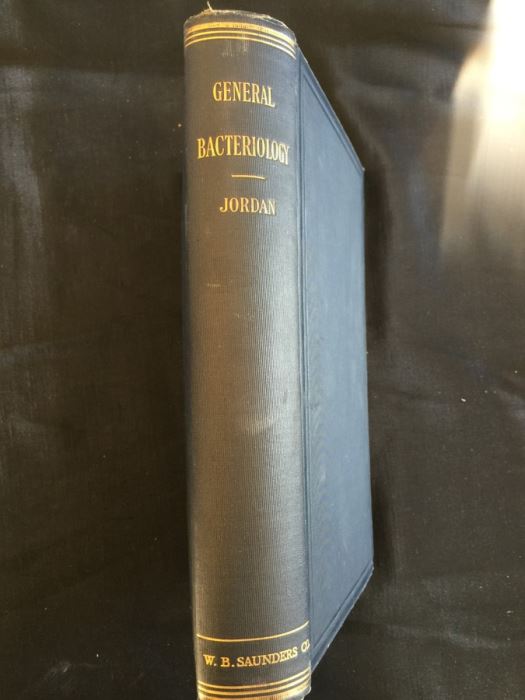 GENERAL
BACTERIOLOGY
JORDAN
W. B. SAUNDERS CO.